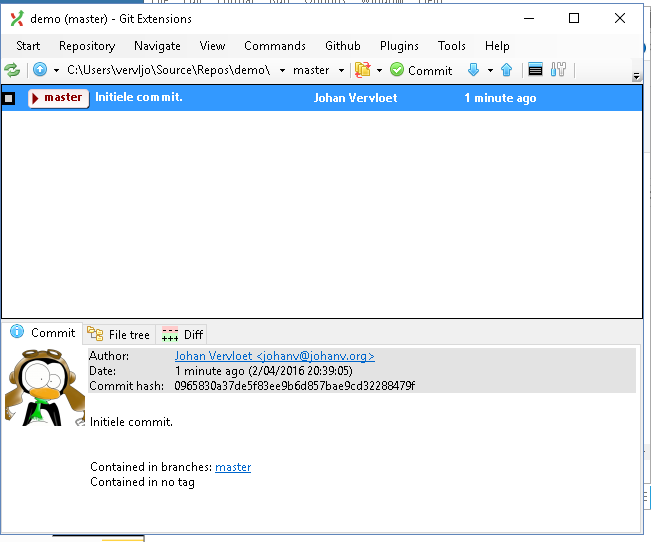 demo (master) - Git Extensions
Start Repository Navigate View Commands Github Plugins Tools Help
C:\Users\vervljo\Source\Repos\demo\ master Commit
master Initiele commit. Johan Vervloet 1 minute ago
Commit File tree Diff
Author: Johan Vervloet <johanv@johanv.org>
Date: 1 minute ago (2/04/2016 20:39:05)
Commit hash: 0965830a37de5f83ee9b6d857bae9cd32288479f
Initiele commit.
Contained in branches: master
Contained in no tag